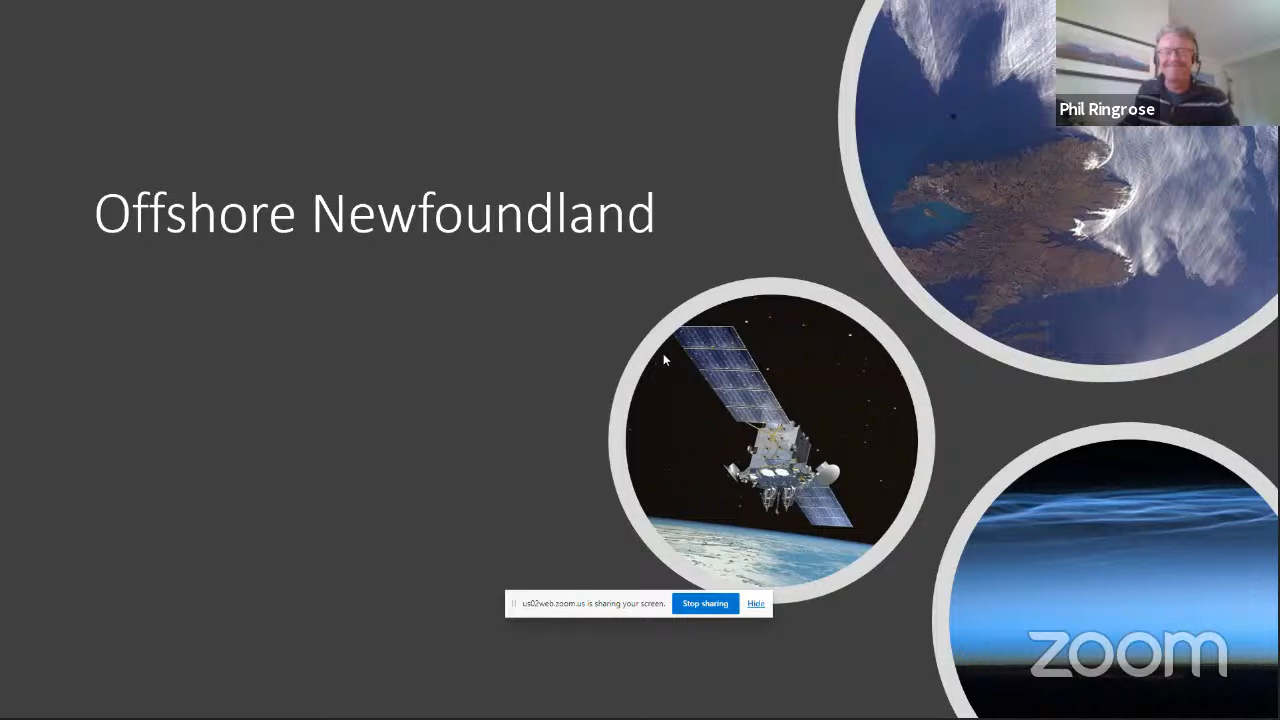 Phil Ringrose
Offshore Newfoundland
us02web.zoom.us is sharing your screen.
Stop sharing
Hide
zoom